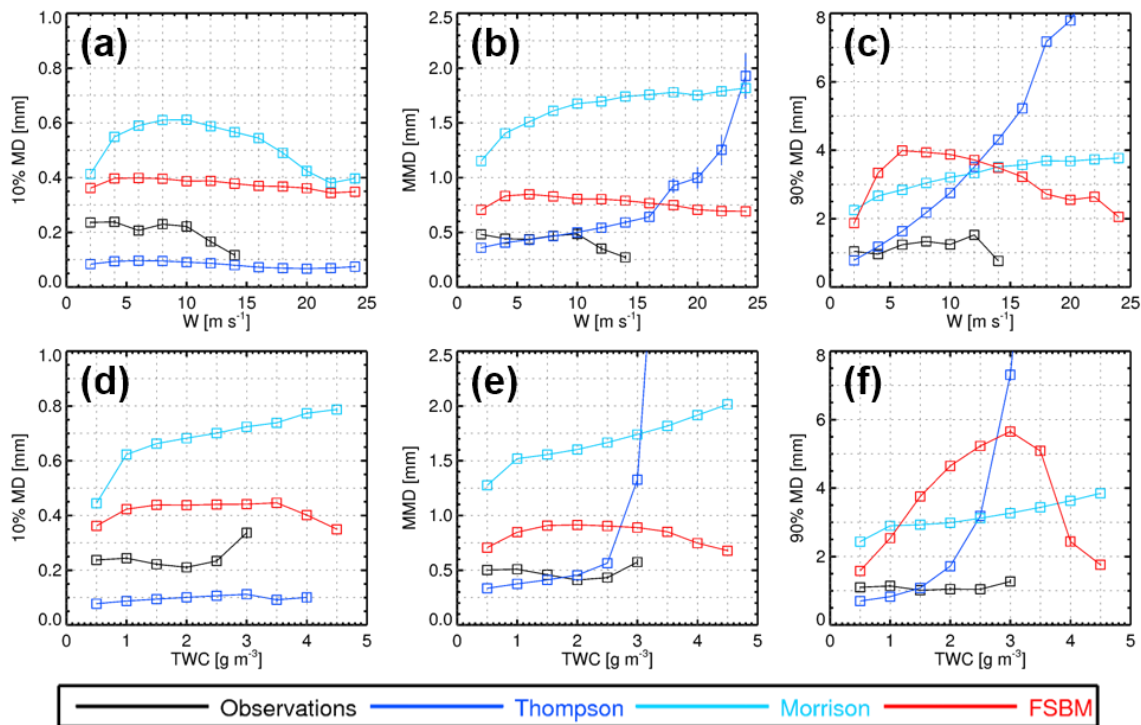 (a)
10% MD [mm]
1.0
0.8
0.6
0.4
0.2
0.0
0 5 10 15 20 25
W [m s⁻¹]
(b)
MMD [mm]
2.5
2.0
1.5
1.0
0.5
0.0
0 5 10 15 20 25
W [m s⁻¹]
(c)
90% MD [mm]
8
6
4
2
0
0 5 10 15 20 25
W [m s⁻¹]
(d)
10% MD [mm]
1.0
0.8
0.6
0.4
0.2
0.0
0 1 2 3 4 5
TWC [g m⁻³]
(e)
MMD [mm]
2.5
2.0
1.5
1.0
0.5
0.0
0 1 2 3 4 5
TWC [g m⁻³]
(f)
90% MD [mm]
8
6
4
2
0
0 1 2 3 4 5
TWC [g m⁻³]
Observations Thompson Morrison FSBM